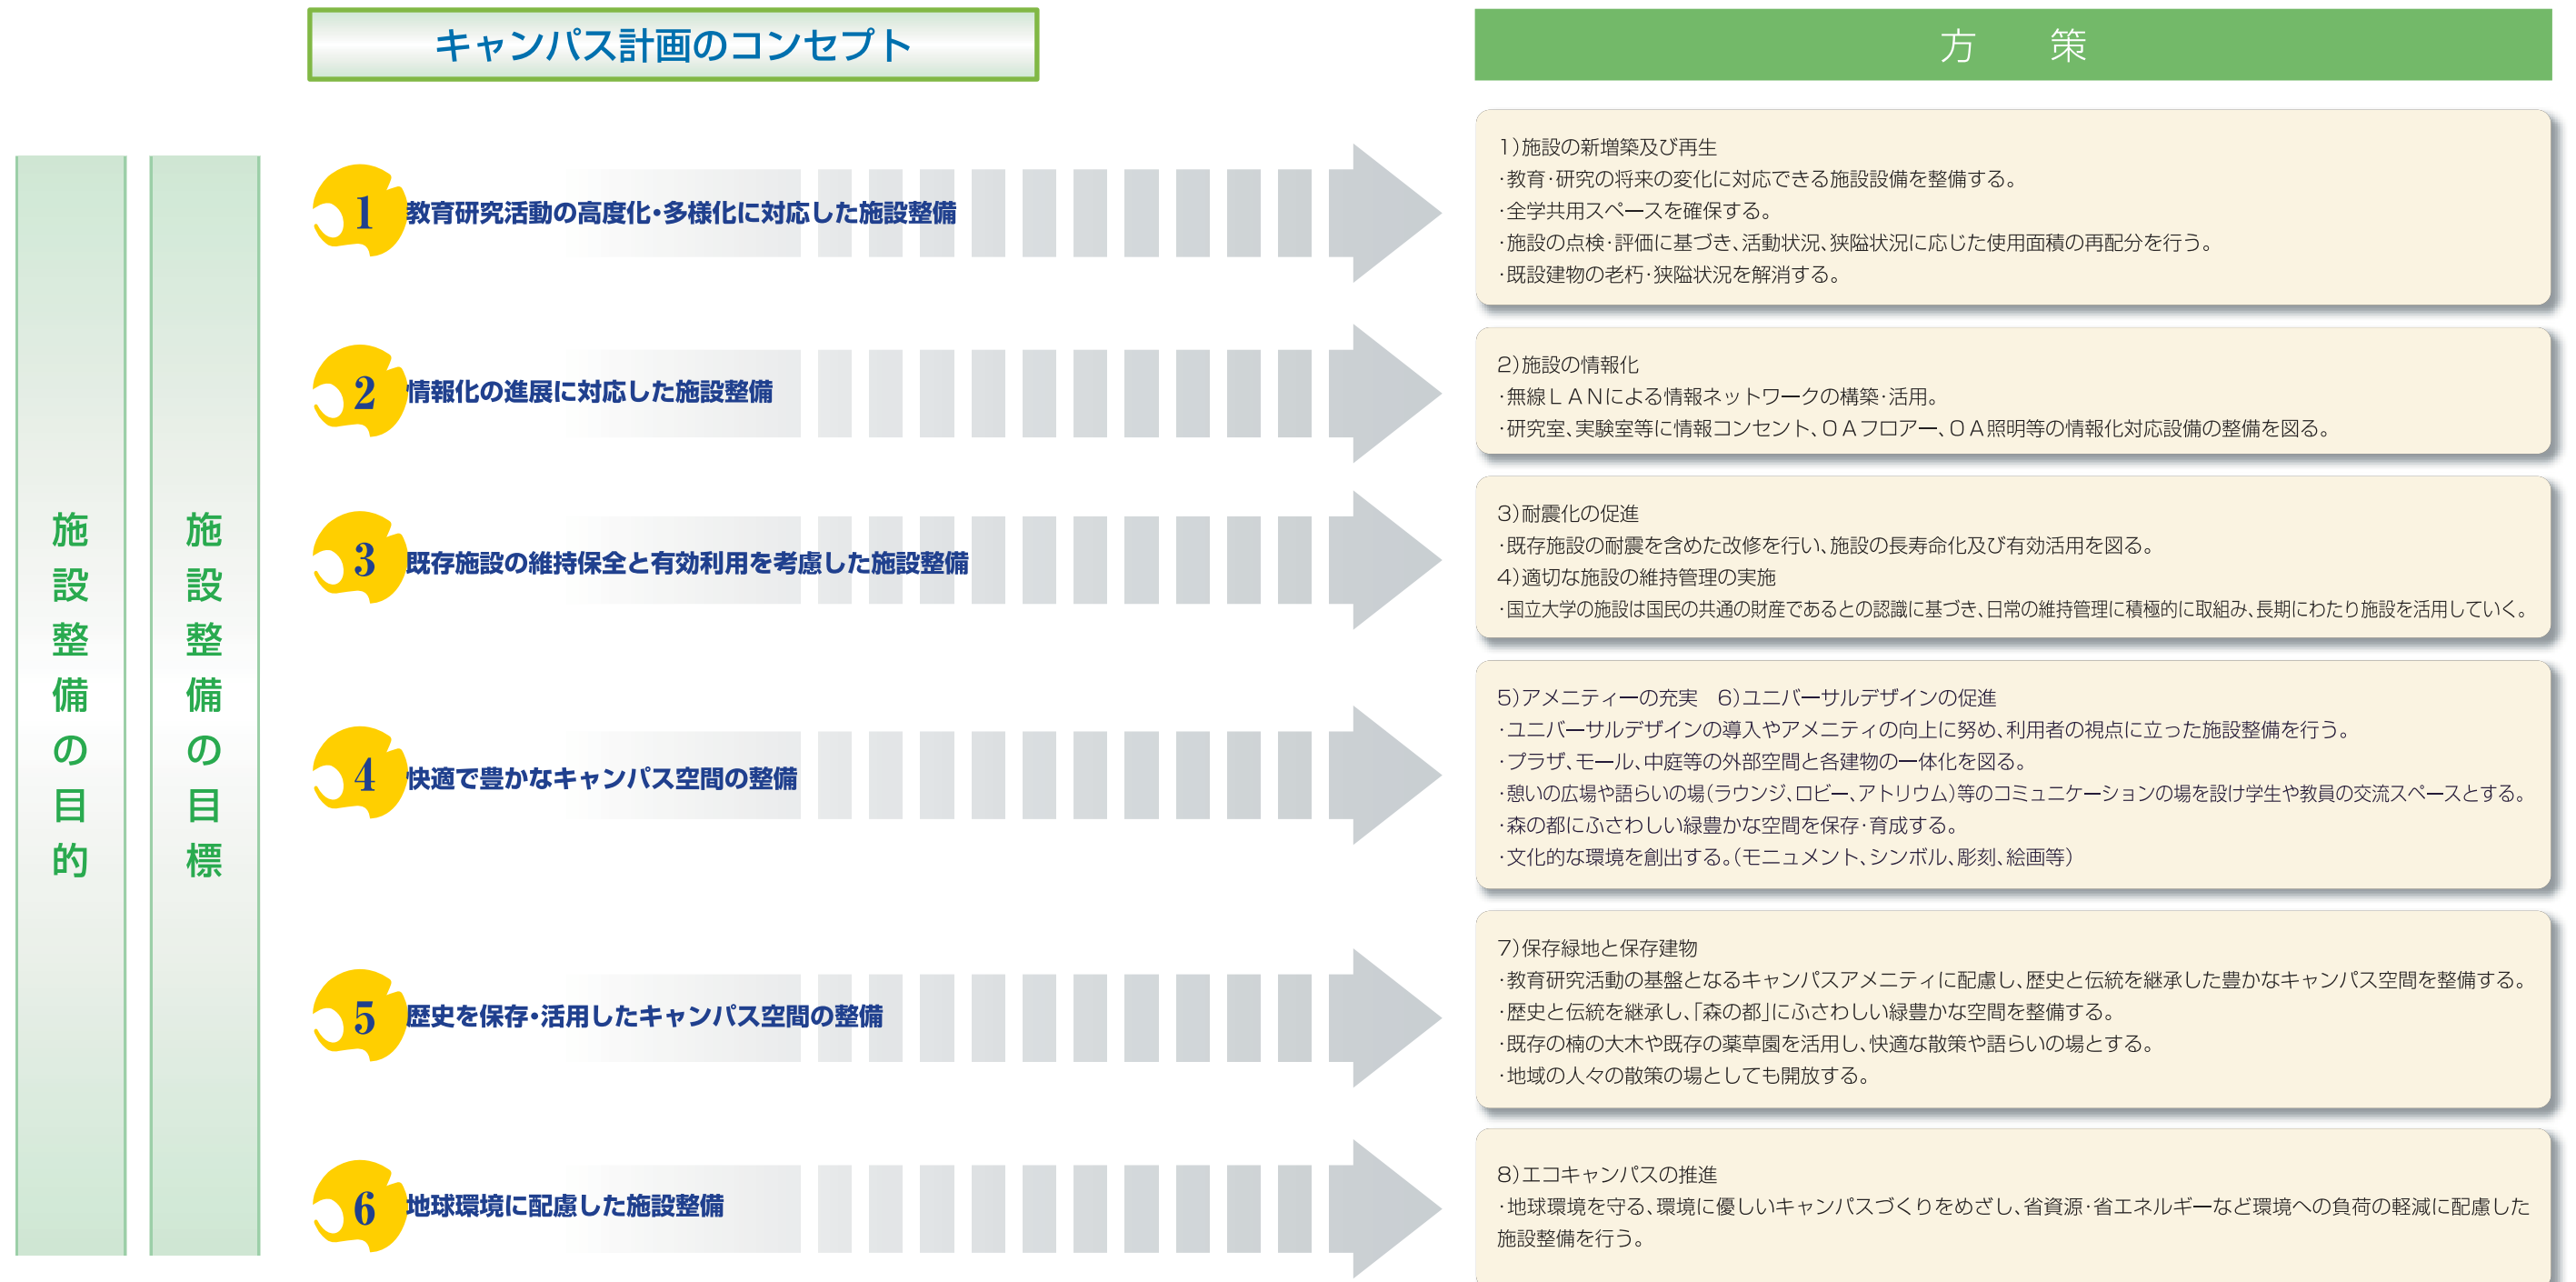 キャンパス計画のコンセプト
方　策
施設整備の目的
施設整備の目標
1 教育研究活動の高度化・多様化に対応した施設整備
1）施設の新増築及び再生
・教育・研究の将来の変化に対応できる施設設備を整備する。
・全学共用スペースを確保する。
・施設の点検・評価に基づき、活動状況、狭隘状況に応じた使用面積の再配分を行う。
・既設建物の老朽・狭隘状況を解消する。
2 情報化の進展に対応した施設整備
2）施設の情報化
・無線ＬＡＮによる情報ネットワークの構築・活用。
・研究室、実験室等に情報コンセント、ＯＡフロアー、ＯＡ照明等の情報化対応設備の整備を図る。
3 既存施設の維持保全と有効利用を考慮した施設整備
3）耐震化の促進
・既存施設の耐震を含めた改修を行い、施設の長寿命化及び有効活用を図る。
4）適切な施設の維持管理の実施
・国立大学の施設は国民の共通の財産であるとの認識に基づき、日常の維持管理に積極的に取組み、長期にわたり施設を活用していく。
4 快適で豊かなキャンパス空間の整備
5）アメニティーの充実　6）ユニバーサルデザインの促進
・ユニバーサルデザインの導入やアメニティの向上に努め、利用者の視点に立った施設整備を行う。
・プラザ、モール、中庭等の外部空間と各建物の一体化を図る。
・憩いの広場や語らいの場（ラウンジ、ロビー、アトリウム）等のコミュニケーションの場を設け学生や教員の交流スペースとする。
・森の都にふさわしい緑豊かな空間を保存・育成する。
・文化的な環境を創出する。（モニュメント、シンボル、彫刻、絵画等）
5 歴史を保存・活用したキャンパス空間の整備
7）保存緑地と保存建物
・教育研究活動の基盤となるキャンパスアメニティに配慮し、歴史と伝統を継承した豊かなキャンパス空間を整備する。
・歴史と伝統を継承し、「森の都」にふさわしい緑豊かな空間を整備する。
・既存の楠の大木や既存の薬草園を活用し、快適な散策や語らいの場とする。
・地域の人々の散策の場としても開放する。
6 地球環境に配慮した施設整備
8）エコキャンパスの推進
・地球環境を守る、環境に優しいキャンパスづくりをめざし、省資源・省エネルギーなど環境への負荷の軽減に配慮した
施設整備を行う。